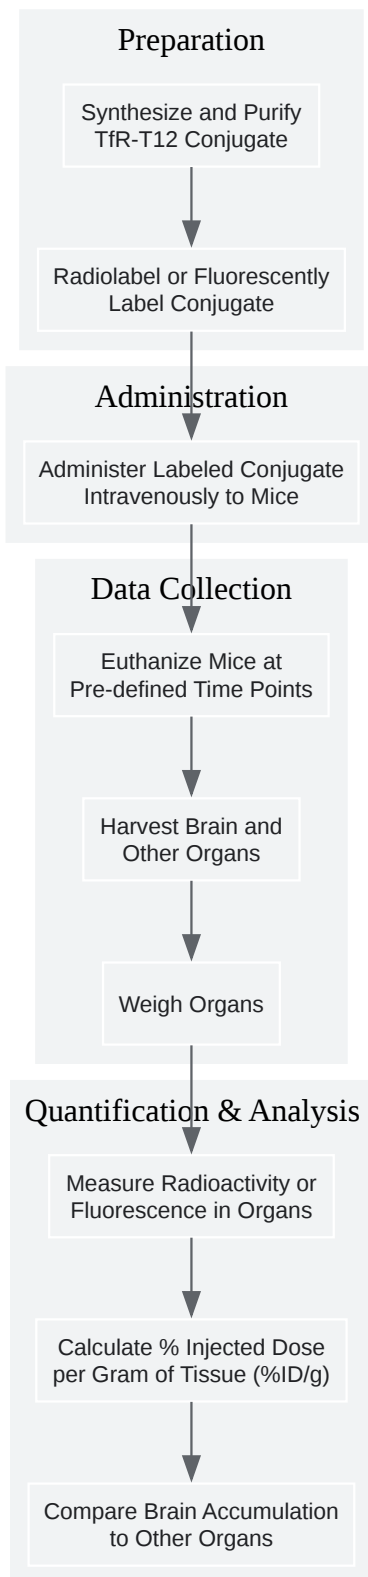 Preparation
Synthesize and Purify
TfR-T12 Conjugate
Radiolabel or Fluorescently
Label Conjugate
Administration
Administer Labeled Conjugate
Intravenously to Mice
Data Collection
Euthanize Mice at
Pre-defined Time Points
Harvest Brain and
Other Organs
Weigh Organs
Quantification & Analysis
Measure Radioactivity or
Fluorescence in Organs
Calculate % Injected Dose
per Gram of Tissue (%ID/g)
Compare Brain Accumulation
to Other Organs